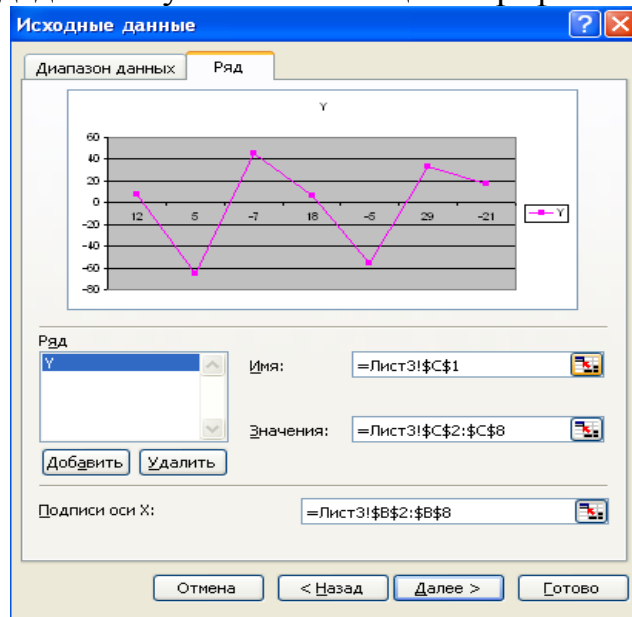 Исходные данные
Диапазон данных Ряд
Y
60
40
20
0
-20
-40
-60
-80
12 5 -7 18 -5 29 -21
Y
Ряд
Y
Имя: =Лист3!$C$1
Значения: =Лист3!$C$2:$C$8
Добавить Удалить
Подписи оси X: =Лист3!$B$2:$B$8
Отмена < Назад Далее > Готово